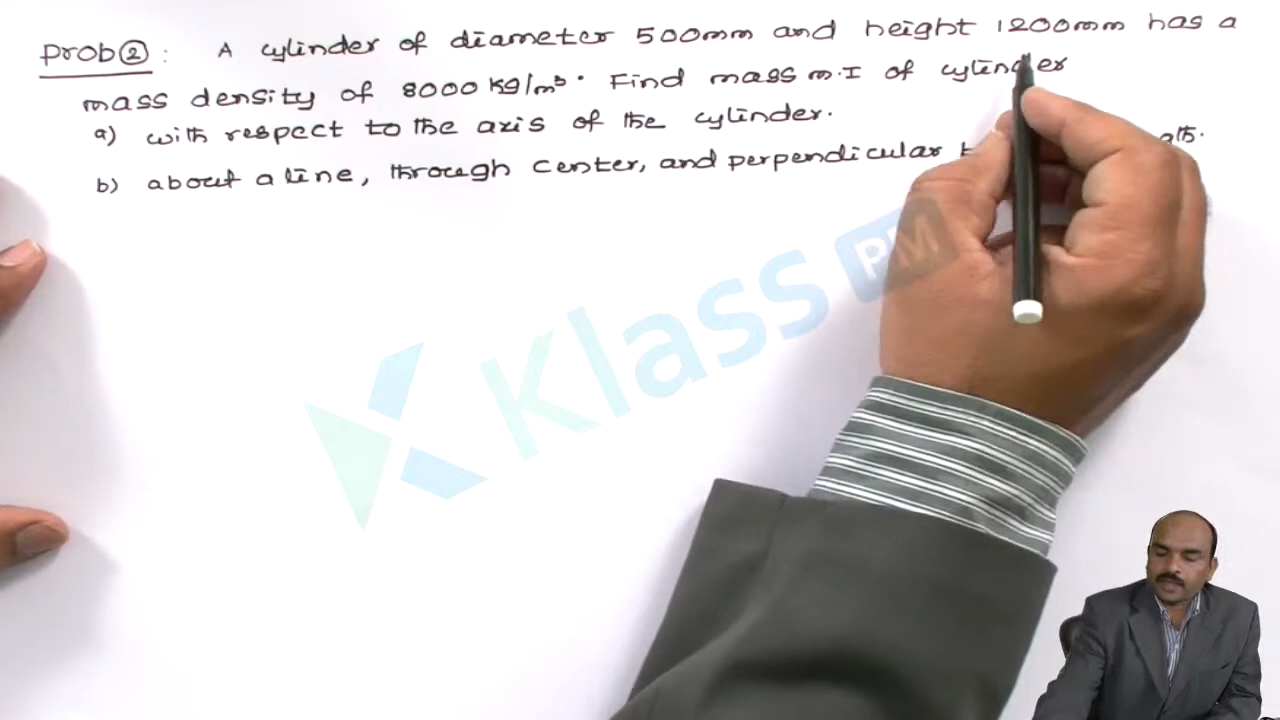 Prob② : A cylinder of diameter 500mm and height 1200mm has a
mass density of 8000 kg/m³. Find mass m.I of cylinder
a) with respect to the axis of the cylinder.
b) about a line, through center, and perpendicular
Klass PM